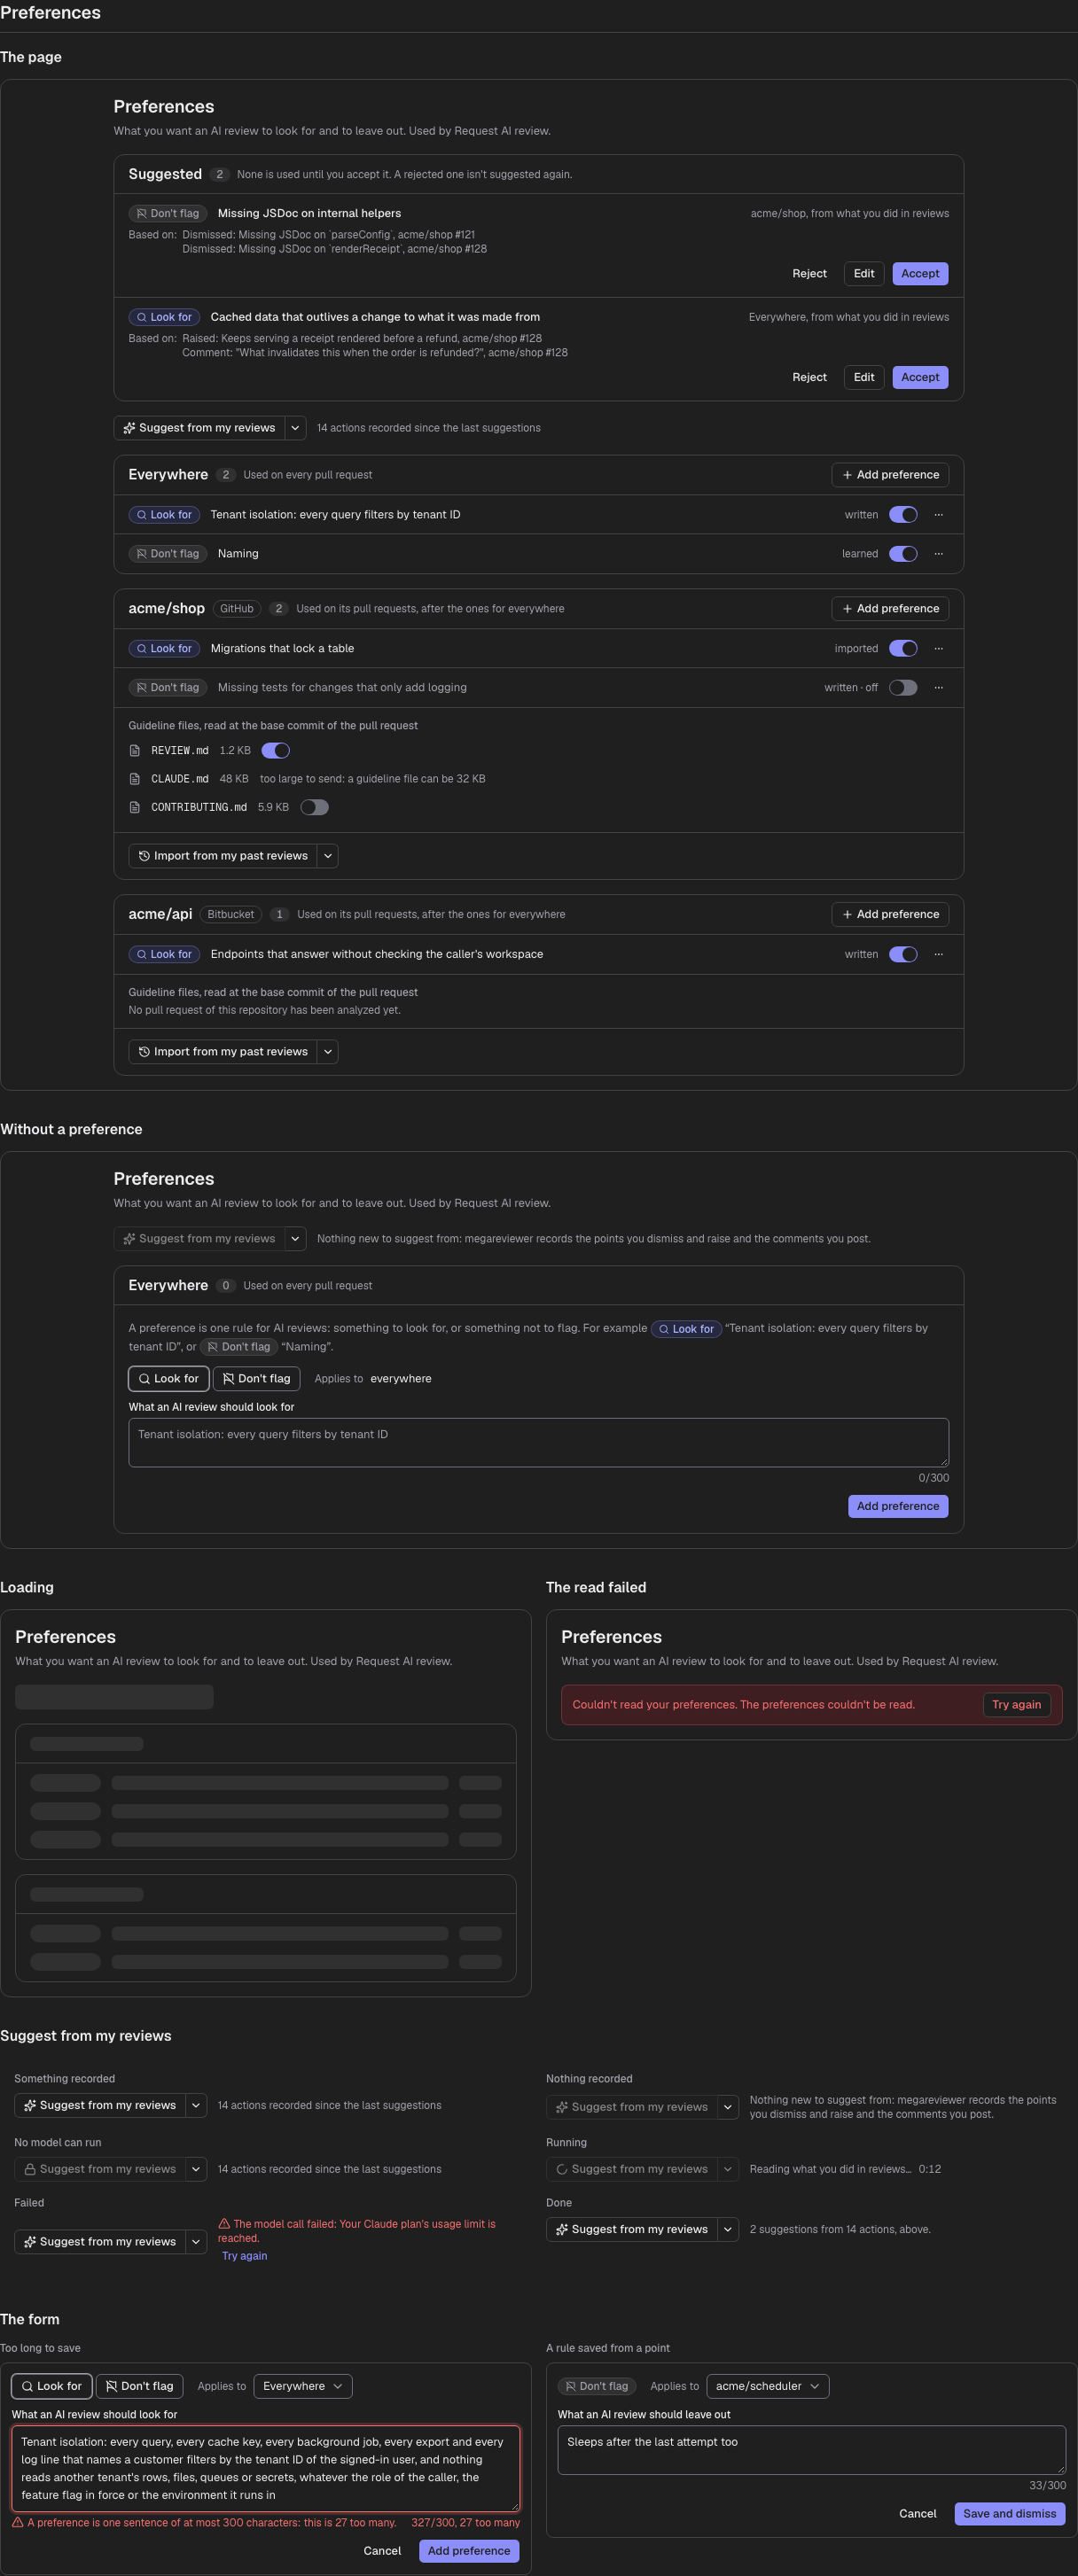 Preferences
The page
Preferences
What you want an AI review to look for and to leave out. Used by Request AI review.
Suggested 2 None is used until you accept it. A rejected one isn't suggested again.
Don't flag Missing JSDoc on internal helpers acme/shop, from what you did in reviews
Based on: Dismissed: Missing JSDoc on `parseConfig`, acme/shop #121
Dismissed: Missing JSDoc on `renderReceipt`, acme/shop #128
Reject Edit Accept
Look for Cached data that outlives a change to what it was made from Everywhere, from what you did in reviews
Based on: Raised: Keeps serving a receipt rendered before a refund, acme/shop #128
Comment: "What invalidates this when the order is refunded?", acme/shop #128
Reject Edit Accept
Suggest from my reviews 14 actions recorded since the last suggestions
Everywhere 2 Used on every pull request + Add preference
Look for Tenant isolation: every query filters by tenant ID written ···
Don't flag Naming learned ···
acme/shop GitHub 2 Used on its pull requests, after the ones for everywhere + Add preference
Look for Migrations that lock a table imported ···
Don't flag Missing tests for changes that only add logging written · off ···
Guideline files, read at the base commit of the pull request
REVIEW.md 1.2 KB
CLAUDE.md 48 KB too large to send: a guideline file can be 32 KB
CONTRIBUTING.md 5.9 KB
Import from my past reviews
acme/api Bitbucket 1 Used on its pull requests, after the ones for everywhere + Add preference
Look for Endpoints that answer without checking the caller's workspace written ···
Guideline files, read at the base commit of the pull request
No pull request of this repository has been analyzed yet.
Import from my past reviews
Without a preference
Preferences
What you want an AI review to look for and to leave out. Used by Request AI review.
Suggest from my reviews Nothing new to suggest from: megareviewer records the points you dismiss and raise and the comments you post.
Everywhere 0 Used on every pull request
A preference is one rule for AI reviews: something to look for, or something not to flag. For example Look for “Tenant isolation: every query filters by
tenant ID”, or Don't flag “Naming”.
Look for Don't flag Applies to everywhere
What an AI review should look for
Tenant isolation: every query filters by tenant ID
0/300
Add preference
Loading
Preferences
What you want an AI review to look for and to leave out. Used by Request AI review.
The read failed
Preferences
What you want an AI review to look for and to leave out. Used by Request AI review.
Couldn't read your preferences. The preferences couldn't be read. Try again
Suggest from my reviews
Something recorded
Suggest from my reviews 14 actions recorded since the last suggestions
Nothing recorded
Suggest from my reviews Nothing new to suggest from: megareviewer records the points
you dismiss and raise and the comments you post.
No model can run
Suggest from my reviews 14 actions recorded since the last suggestions
Running
Suggest from my reviews Reading what you did in reviews... 0:12
Failed
Suggest from my reviews The model call failed: Your Claude plan's usage limit is
reached.
Try again
Done
Suggest from my reviews 2 suggestions from 14 actions, above.
The form
Too long to save
Look for Don't flag Applies to Everywhere
What an AI review should look for
Tenant isolation: every query, every cache key, every background job, every export and every
log line that names a customer filters by the tenant ID of the signed-in user, and nothing
reads another tenant's rows, files, queues or secrets, whatever the role of the caller, the
feature flag in force or the environment it runs in
A preference is one sentence of at most 300 characters: this is 27 too many. 327/300, 27 too many
Cancel Add preference
A rule saved from a point
Don't flag Applies to acme/scheduler
What an AI review should leave out
Sleeps after the last attempt too
33/300
Cancel Save and dismiss